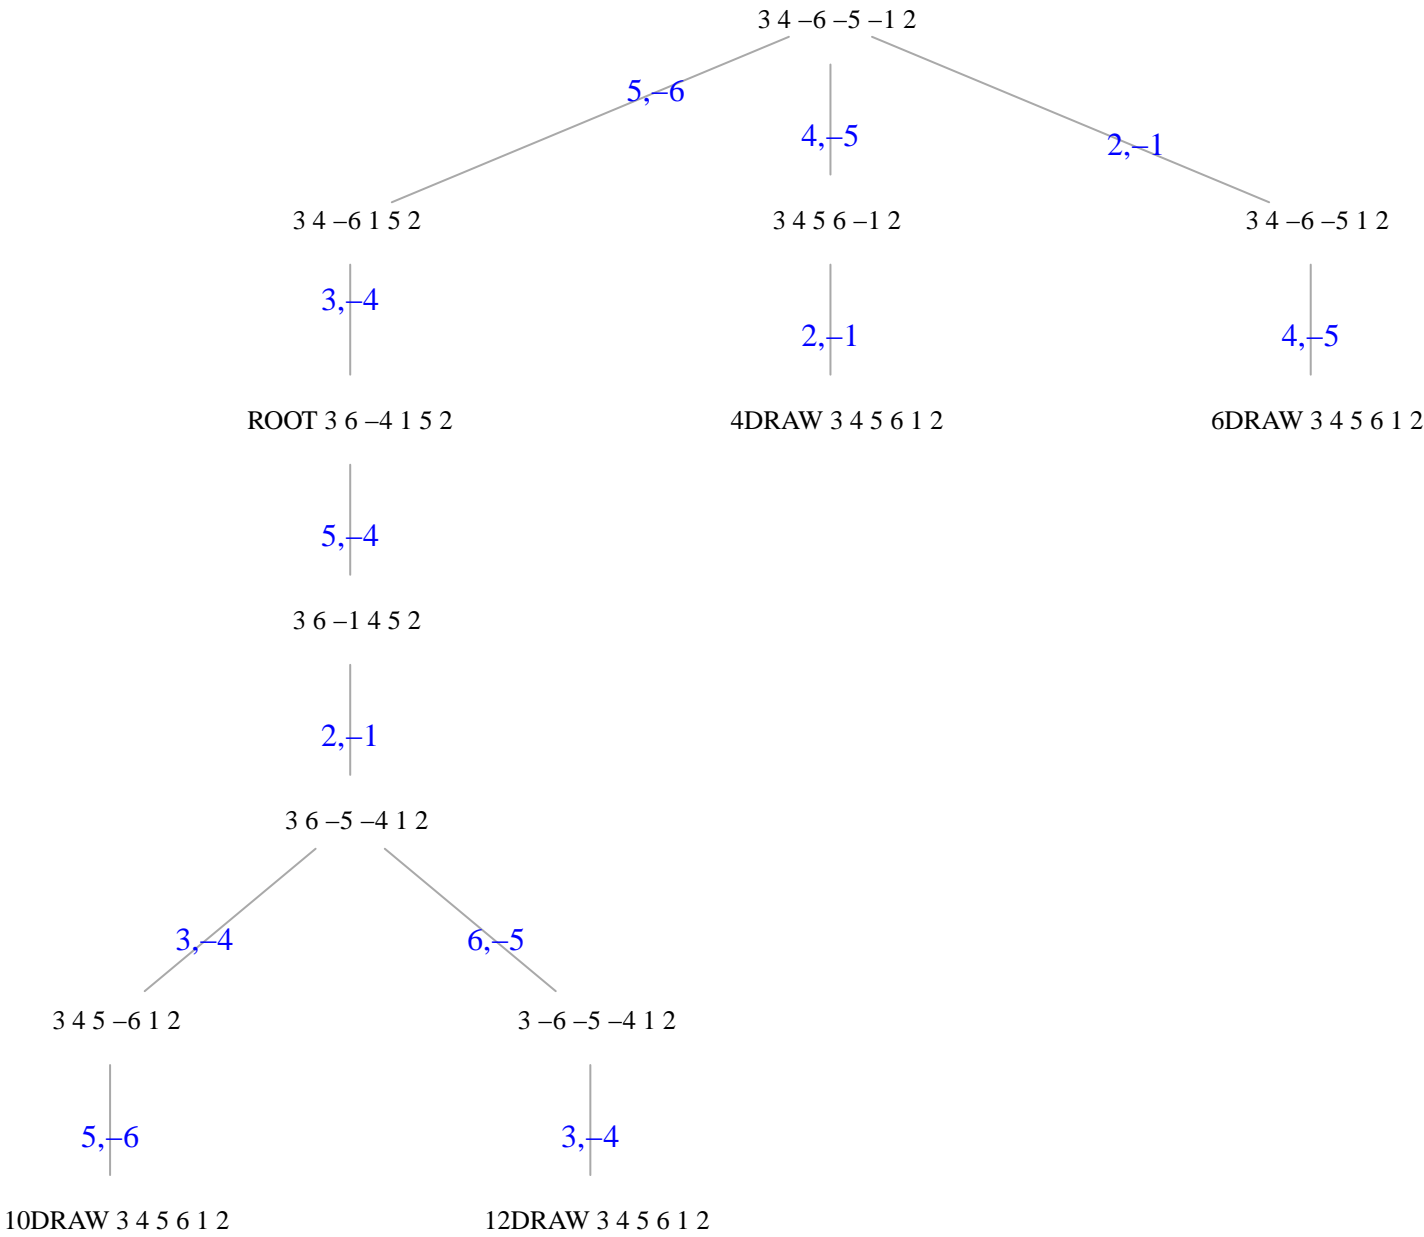 3 4 –6 –5 –1 2
5,–6
4,–5
2,–1
3 4 –6 1 5 2
3 4 5 6 –1 2
3 4 –6 –5 1 2
3,–4
2,–1
4,–5
ROOT 3 6 –4 1 5 2
4DRAW 3 4 5 6 1 2
6DRAW 3 4 5 6 1 2
5,–4
3 6 –1 4 5 2
2,–1
3 6 –5 –4 1 2
3,–4
6,–5
3 4 5 –6 1 2
3 –6 –5 –4 1 2
5,–6
3,–4
10DRAW 3 4 5 6 1 2
12DRAW 3 4 5 6 1 2